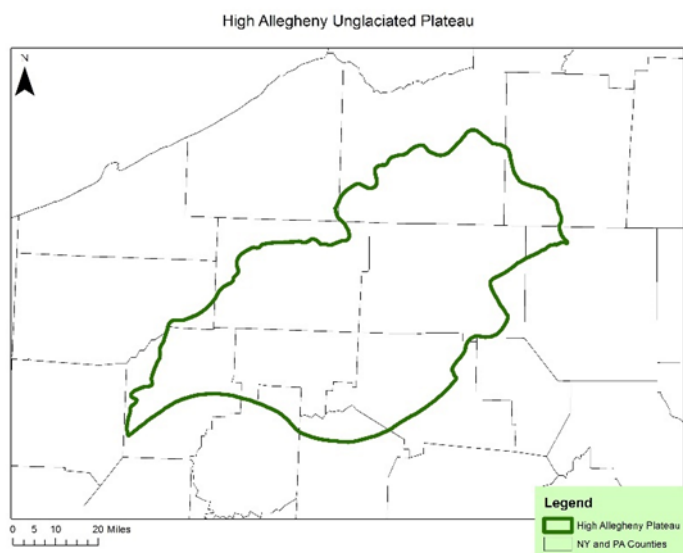 High Allegheny Unglaciated Plateau
N
Legend
High Allegheny Plateau
NY and PA Counties
0 5 10 20 Miles